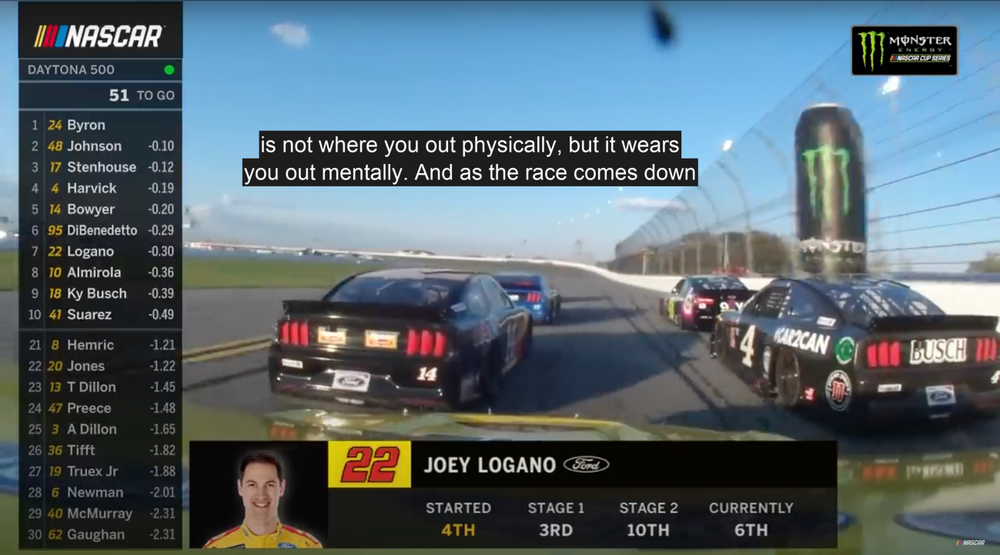 NASCAR
DAYTONA 500
51 TO GO
1 24 Byron
2 48 Johnson -0.10
3 17 Stenhouse -0.12
4 4 Harvick -0.19
5 14 Bowyer -0.20
6 95 DiBenedetto -0.29
7 22 Logano -0.30
8 10 Almirola -0.36
9 18 Ky Busch -0.39
10 41 Suarez -0.49
21 8 Hemric -1.21
22 20 Jones -1.22
23 13 T Dillon -1.45
24 47 Preece -1.48
25 3 A Dillon -1.65
26 36 Tifft -1.82
27 19 Truex Jr -1.88
28 6 Newman -2.01
29 40 McMurray -2.31
30 62 Gaughan -2.31
MONSTER
ENERGY
NASCAR CUP SERIES
is not where you out physically, but it wears
you out mentally. And as the race comes down
MONSTE
4
#CAR2CAN
BUSCH
14
Ford
Ford
4
22 JOEY LOGANO Ford
STARTED STAGE 1 STAGE 2 CURRENTLY
4TH 3RD 10TH 6TH
NASCAR